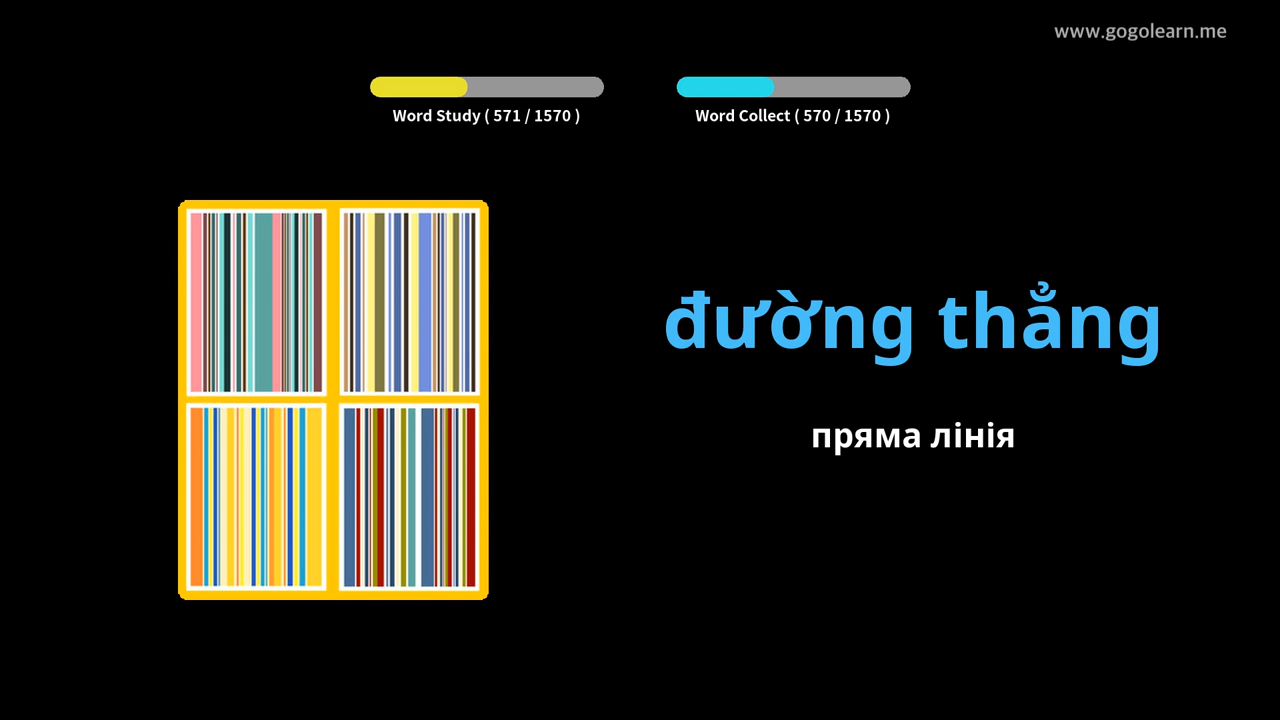 www.gogolearn.me
Word Study ( 571 / 1570 )
Word Collect ( 570 / 1570 )
đường thẳng
пряма лінія